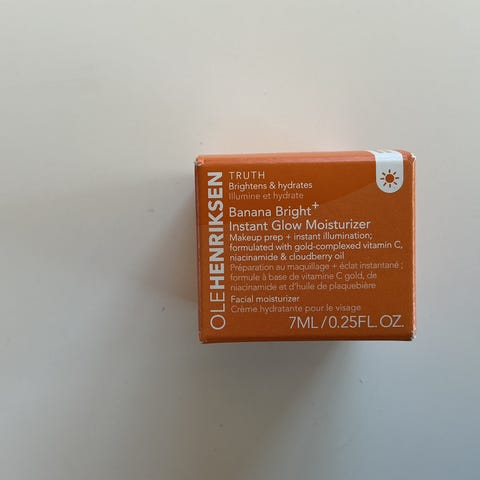 OLEHENRIKSEN
TRUTH
Brightens & hydrates
Illumine et hydrate
Banana Bright+
Instant Glow Moisturizer
Makeup prep + instant illumination;
formulated with gold-complexed vitamin C,
niacinamide & cloudberry oil
Préparation au maquillage + éclat instantané ;
formule à base de vitamine C gold, de
niacinamide et d'huile de plaquebière
Facial moisturizer
Crème hydratante pour le visage
7ML/0.25FL.OZ.